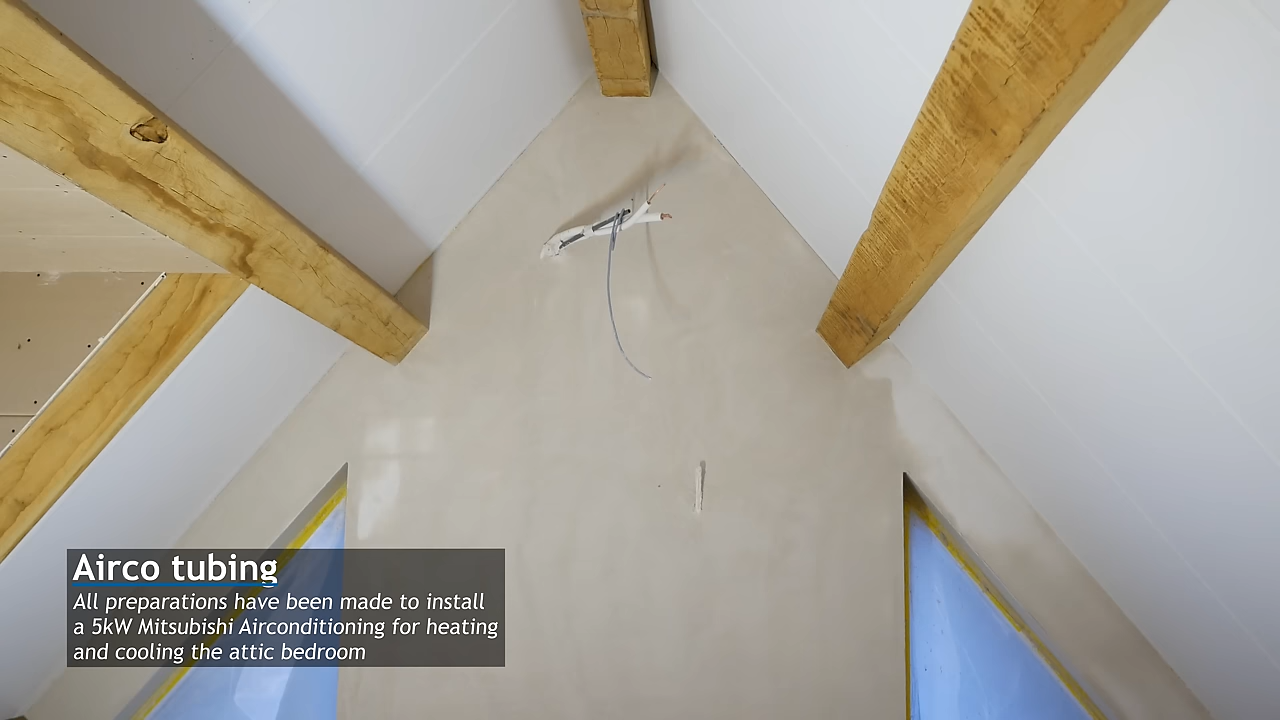 Airco tubing
All preparations have been made to install
a 5kW Mitsubishi Airconditioning for heating
and cooling the attic bedroom